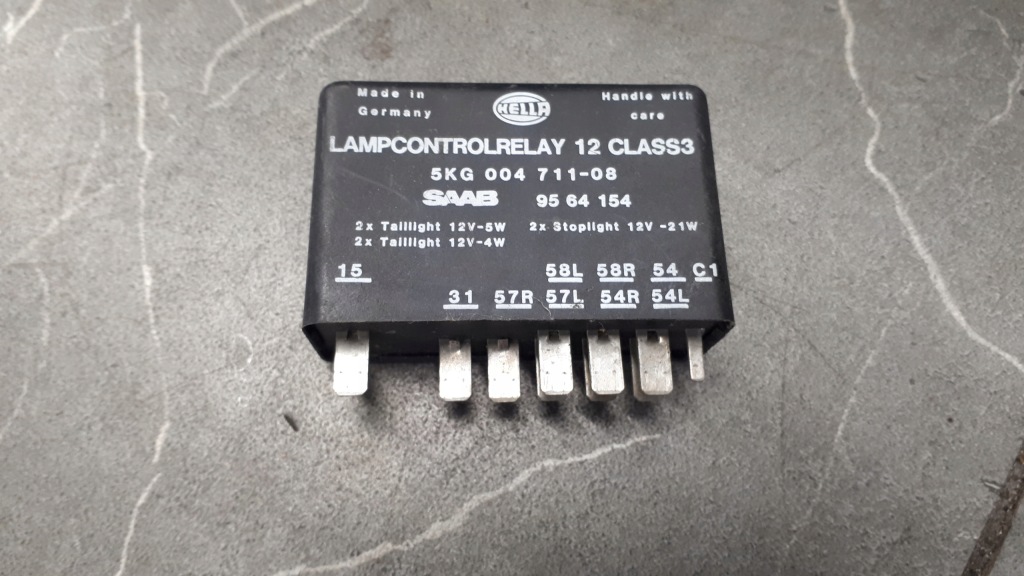 Made in
Germany
HELLA
Handle with
care
LAMPCONTROLRELAY 12 CLASS3
5KG 004 711-08
SAAB 95 64 154
2x Taillight 12V-5W 2x Stoplight 12V -21W
2x Taillight 12V-4W
15 58L 58R 54 C1
31 57R 57L 54R 54L